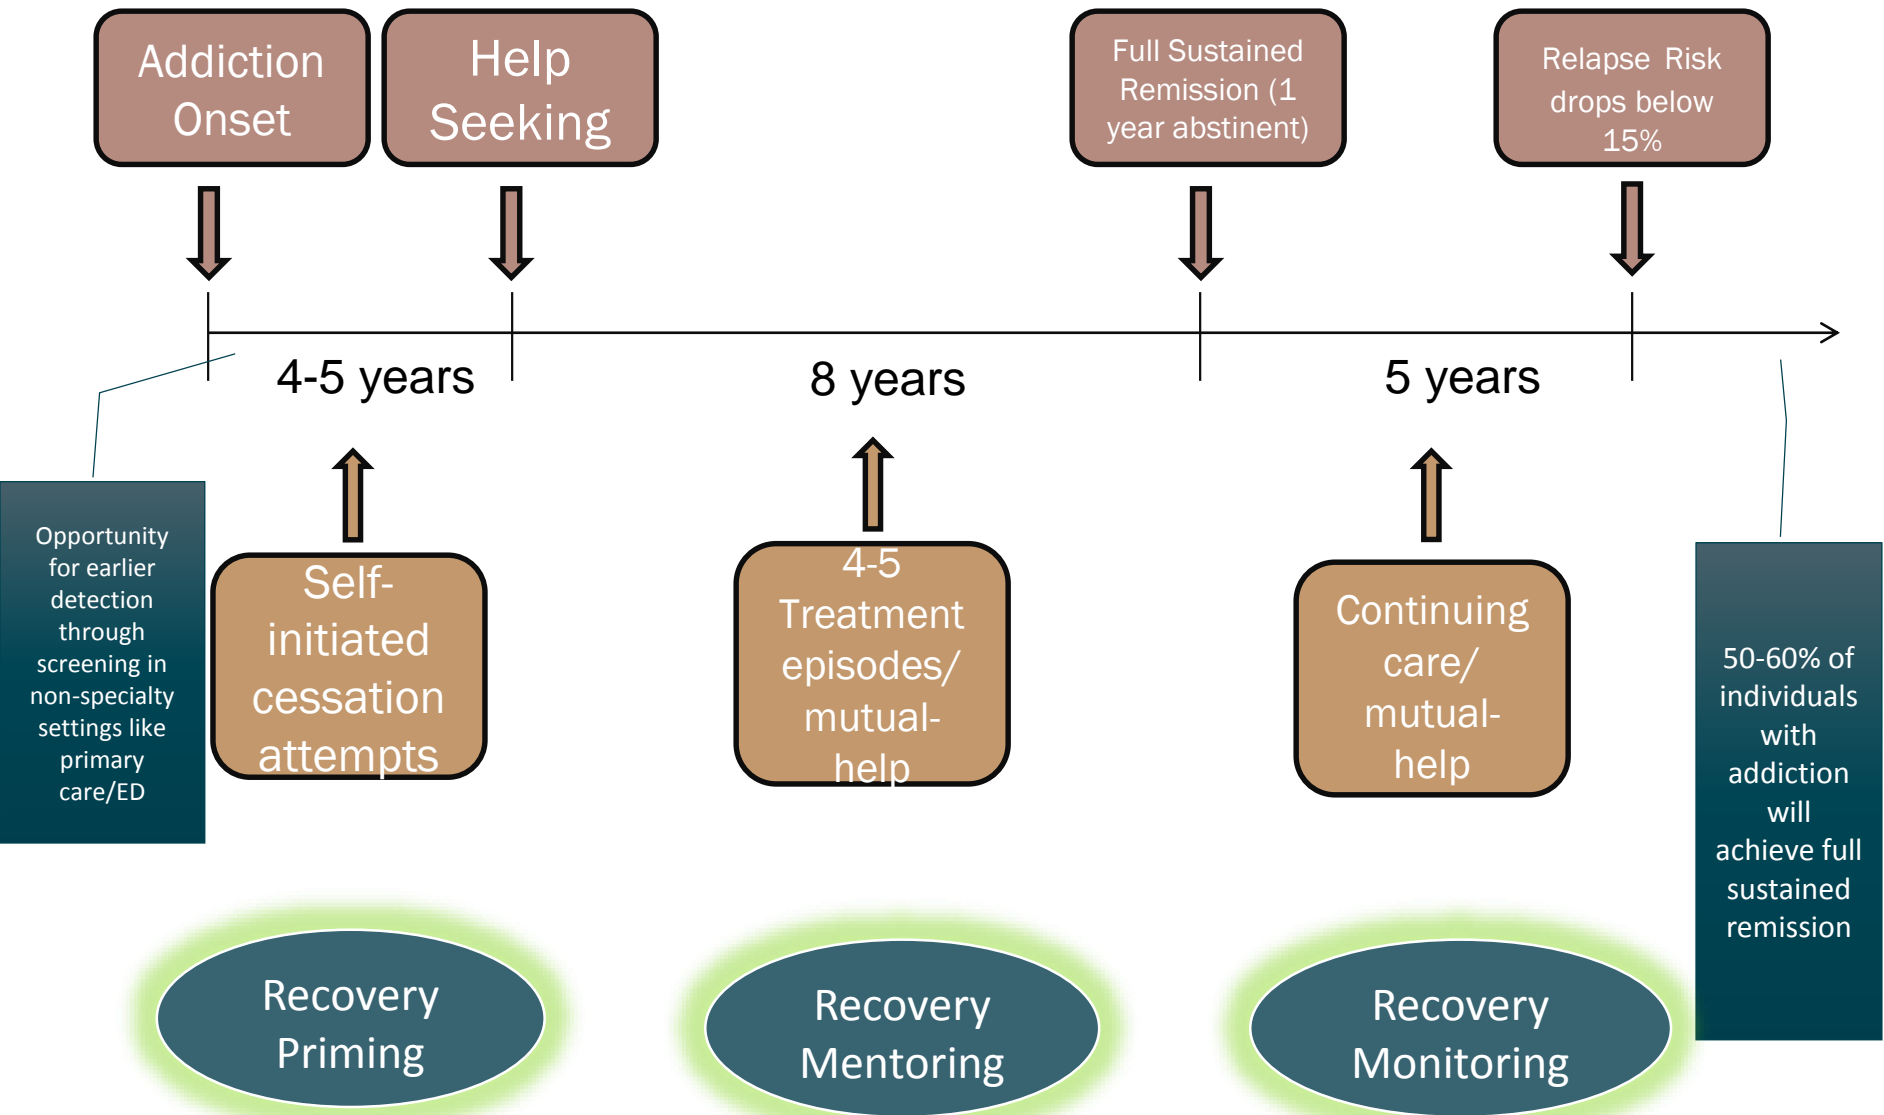 Addiction
Onset
Help
Seeking
Full Sustained
Remission (1
year abstinent)
Relapse Risk
drops below
15%
4-5 years
8 years
5 years
Opportunity
for earlier
detection
through
screening in
non-specialty
settings like
primary
care/ED
Self-
initiated
cessation
attempts
4-5
Treatment
episodes/
mutual-
help
Continuing
care/
mutual-
help
50-60% of
individuals
with
addiction
will
achieve full
sustained
remission
Recovery
Priming
Recovery
Mentoring
Recovery
Monitoring